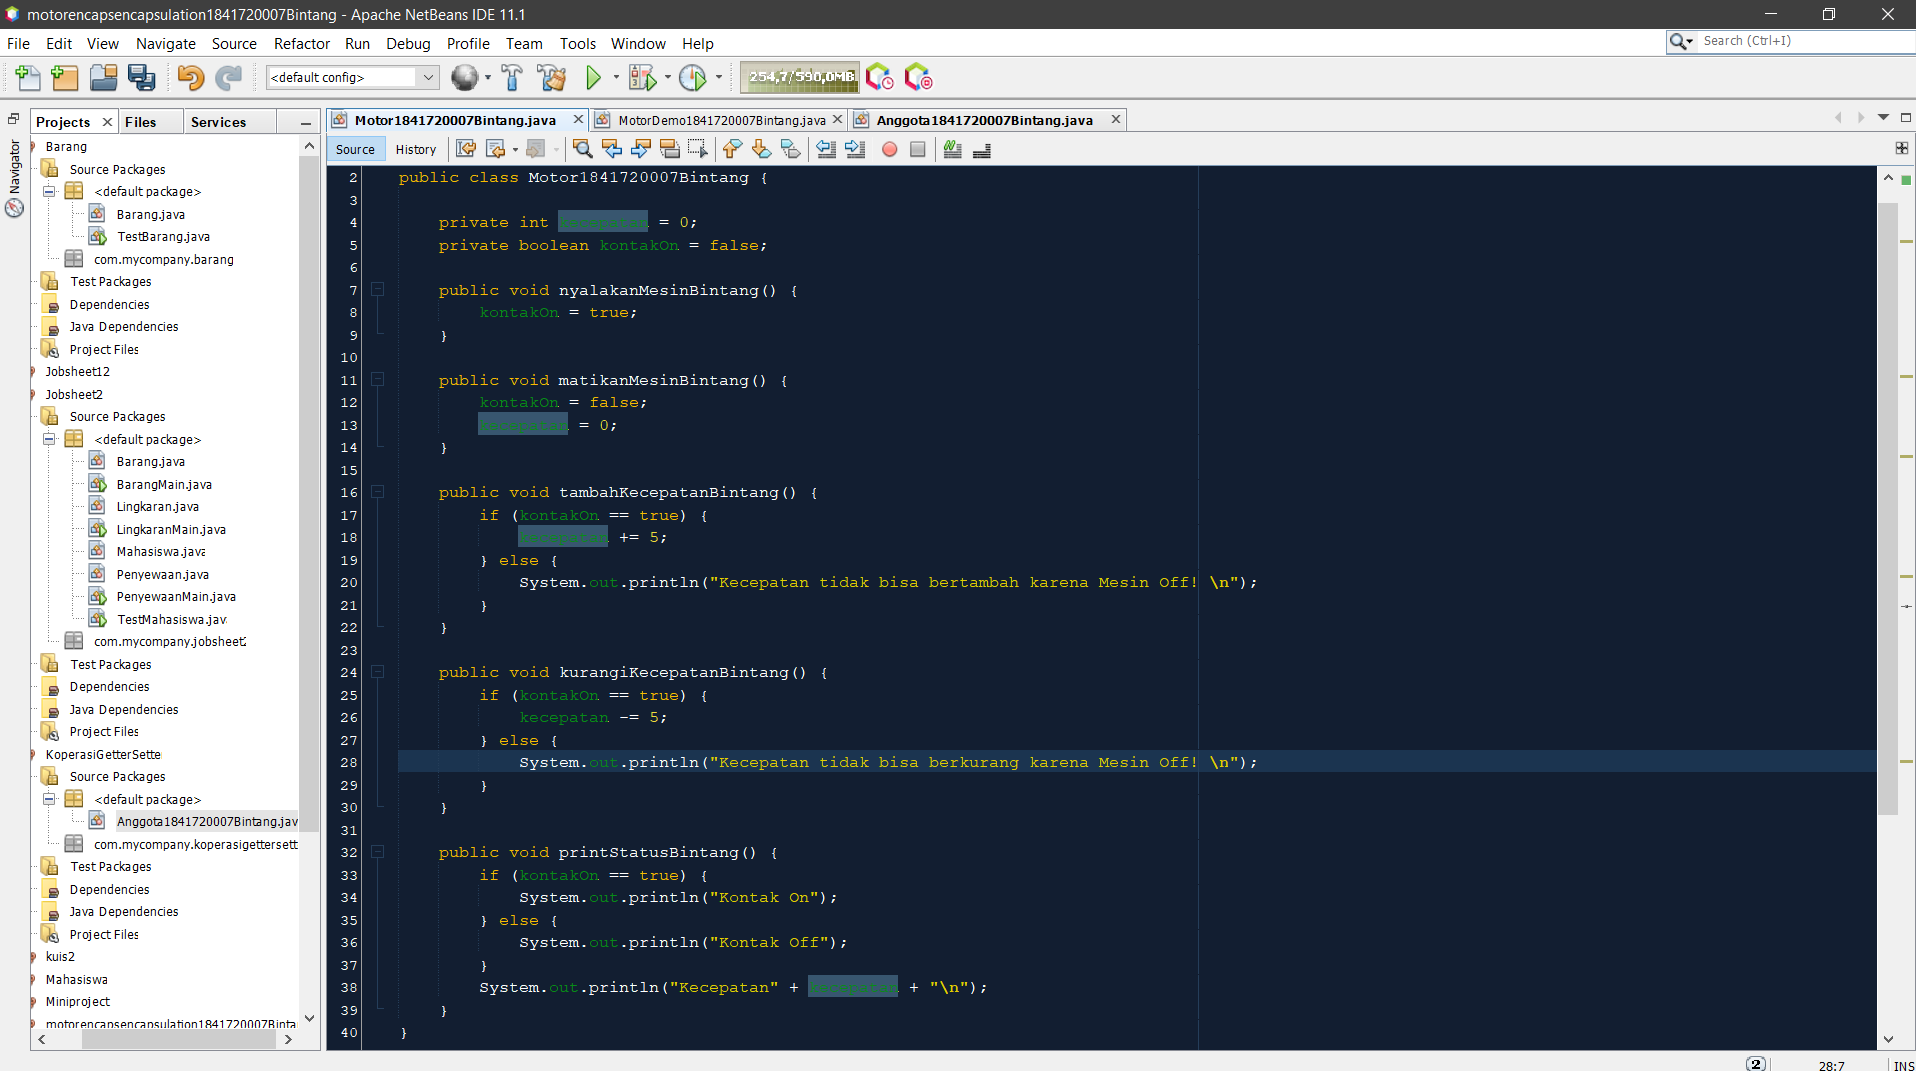 motorencapsencapsulation1841720007Bintang - Apache NetBeans IDE 11.1
File Edit View Navigate Source Refactor Run Debug Profile Team Tools Window Help
Search (Ctrl+I)
<default config>
254,7/590,0MB
Projects Files Services
Navigator
Barang
Source Packages
<default package>
Barang.java
TestBarang.java
com.mycompany.barang
Test Packages
Dependencies
Java Dependencies
Project Files
Jobsheet12
Jobsheet2
Source Packages
<default package>
Barang.java
BarangMain.java
Lingkaran.java
LingkaranMain.java
Mahasiswa.java
Penyewaan.java
PenyewaanMain.java
TestMahasiswa.jav
com.mycompany.jobsheet2
Test Packages
Dependencies
Java Dependencies
Project Files
KoperasiGetterSette
Source Packages
<default package>
Anggota1841720007Bintang.jav
com.mycompany.koperasigettersett
Test Packages
Dependencies
Java Dependencies
Project Files
kuis2
Mahasiswa
Miniproject
motorencapsencapsulation1841720007Binta
Motor1841720007Bintang.java MotorDemo1841720007Bintang.java Anggota1841720007Bintang.java
Source History
2 public class Motor1841720007Bintang {
3
4 private int kecepatan = 0;
5 private boolean kontakOn = false;
6
7 public void nyalakanMesinBintang() {
8 kontakOn = true;
9 }
10
11 public void matikanMesinBintang() {
12 kontakOn = false;
13 kecepatan = 0;
14 }
15
16 public void tambahKecepatanBintang() {
17 if (kontakOn == true) {
18 kecepatan += 5;
19 } else {
20 System.out.println("Kecepatan tidak bisa bertambah karena Mesin Off! \n");
21 }
22 }
23
24 public void kurangiKecepatanBintang() {
25 if (kontakOn == true) {
26 kecepatan -= 5;
27 } else {
28 System.out.println("Kecepatan tidak bisa berkurang karena Mesin Off! \n");
29 }
30 }
31
32 public void printStatusBintang() {
33 if (kontakOn == true) {
34 System.out.println("Kontak On");
35 } else {
36 System.out.println("Kontak Off");
37 }
38 System.out.println("Kecepatan" + kecepatan + "\n");
39 }
40 }
2 28:7 INS